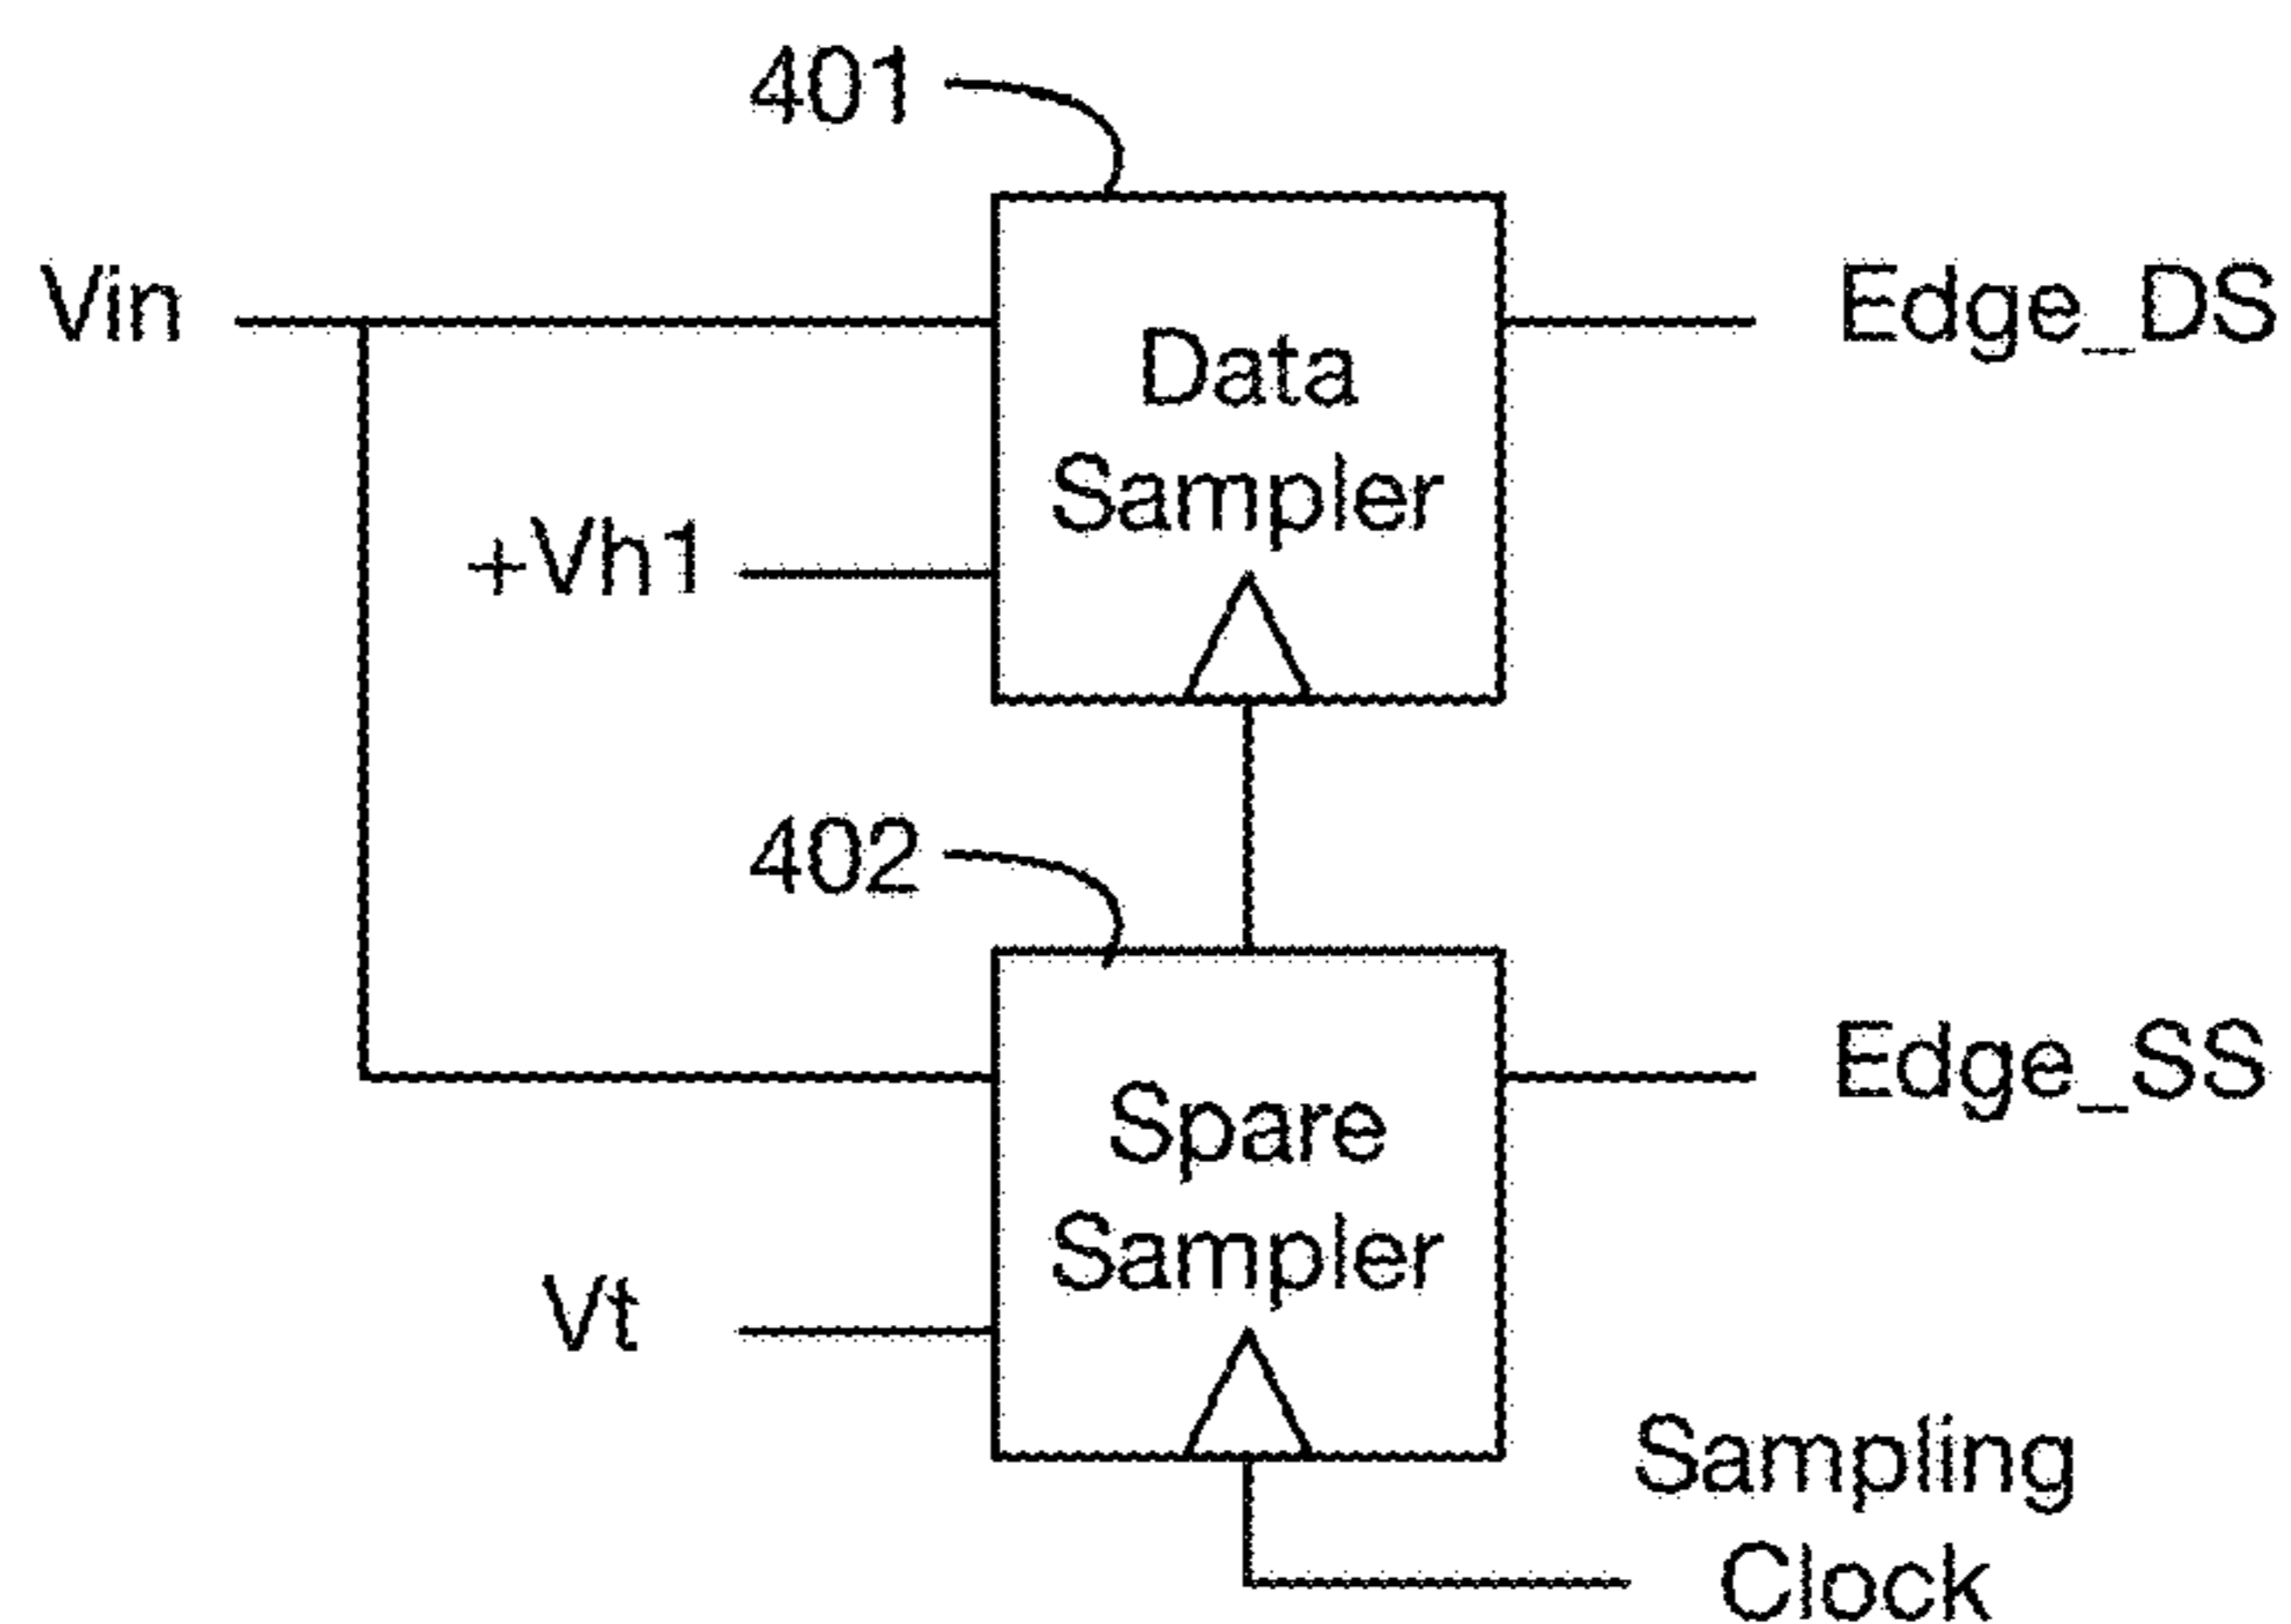 401
Vin
Edge_DS
Data
Sampler
+Vh1
402
Edge_SS
Spare
Sampler
Vt
Sampling
Clock